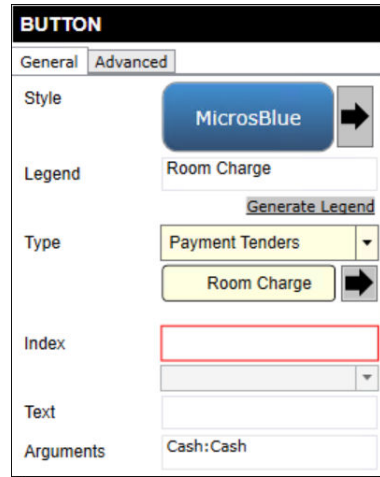 BUTTON
General Advanced
Style MicrosBlue
Legend Room Charge
Generate Legend
Type Payment Tenders
Room Charge
Index
Text
Arguments Cash:Cash